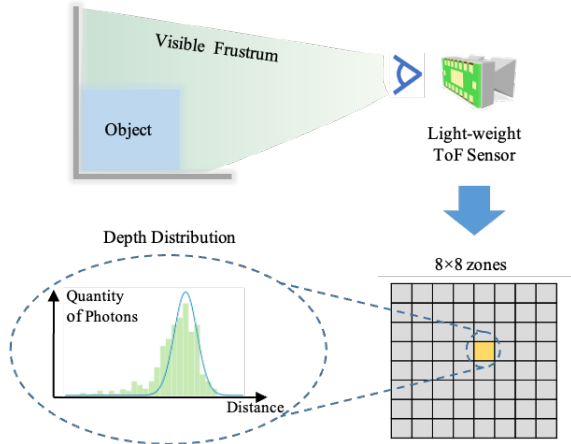 Visible Frustrum
Object
Light-weight
ToF Sensor
Depth Distribution
8×8 zones
Quantity
of Photons
Distance